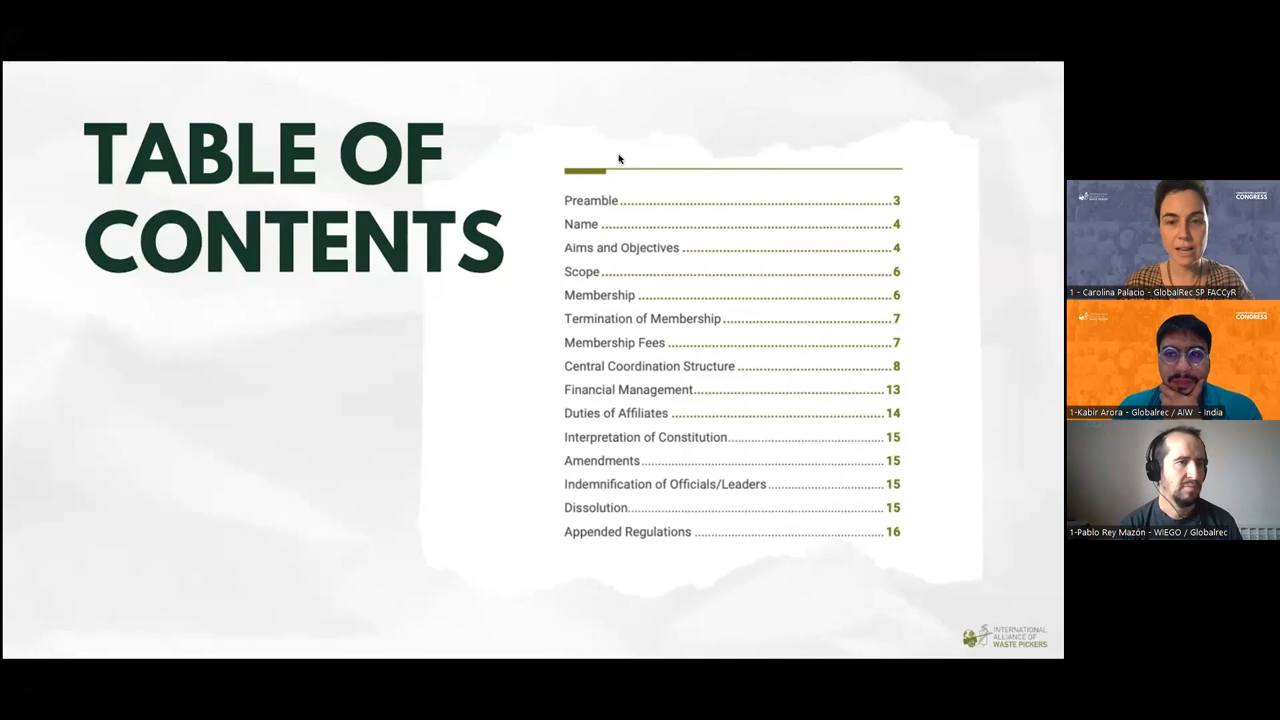 TABLE OF
CONTENTS
Preamble 3
Name 4
Aims and Objectives 4
Scope 6
Membership 6
Termination of Membership 7
Membership Fees 7
Central Coordination Structure 8
Financial Management 13
Duties of Affiliates 14
Interpretation of Constitution 15
Amendments 15
Indemnification of Officials/Leaders 15
Dissolution 15
Appended Regulations 16
INTERNATIONAL
ALLIANCE OF
WASTE PICKERS
CONGRESS
1 - Carolina Palacio - GlobalRec SP FACCyR
CONGRESS
1-Kabir Arora - Globalrec / AIW - India
1-Pablo Rey Mazón - WIEGO / Globalrec